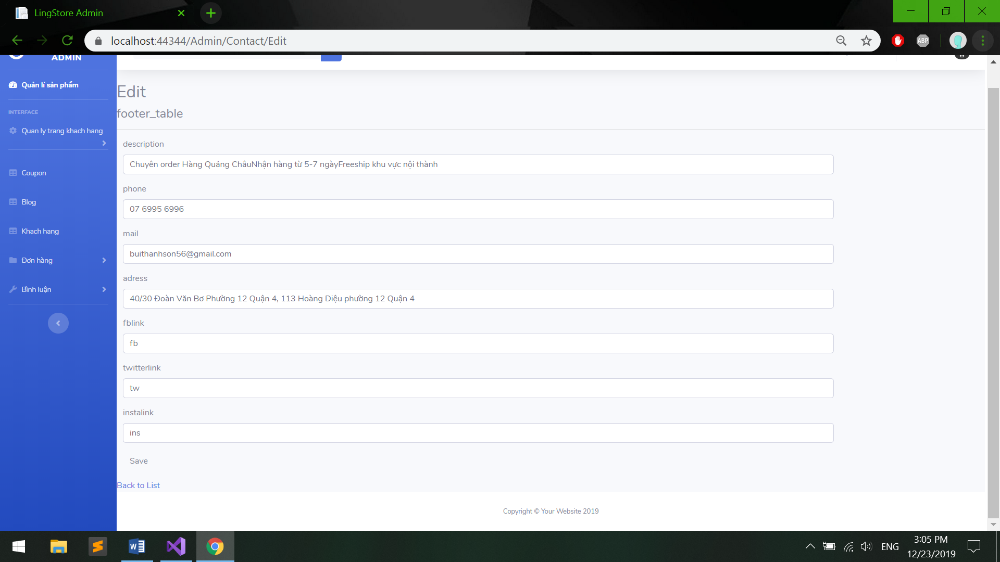 LingStore Admin
localhost:44344/Admin/Contact/Edit
ABP
ADMIN
Quản lí sản phẩm
INTERFACE
Quan ly trang khach hang
Coupon
Blog
Khach hang
Đơn hàng
Bình luận
Edit
footer_table
description
Chuyên order Hàng Quảng ChâuNhận hàng từ 5-7 ngàyFreeship khu vực nội thành
phone
07 6995 6996
mail
buithanhson56@gmail.com
adress
40/30 Đoàn Văn Bơ Phường 12 Quận 4, 113 Hoàng Diệu phường 12 Quận 4
fblink
fb
twitterlink
tw
instalink
ins
Save
Back to List
Copyright © Your Website 2019
ENG
3:05 PM
12/23/2019